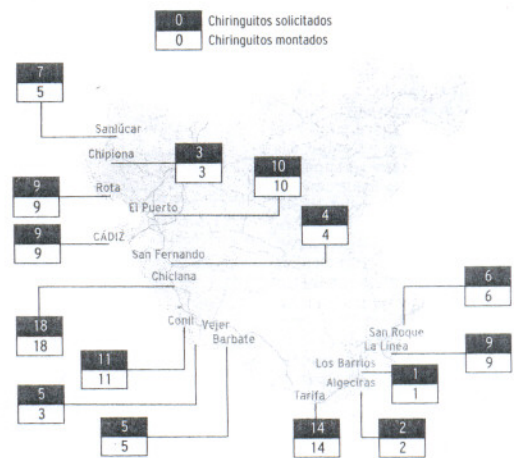 0 Chiringuitos solicitados
0 Chiringuitos montados
7
5
Sanlúcar
Chipiona
3
3
10
10
9
9
Rota
El Puerto
4
4
9
9
CÁDIZ
San Fernando
Chiclana
6
6
18
18
Conil
Vejer
Barbate
San Roque
La Línea
9
9
11
11
Los Barrios
1
1
5
3
Algeciras
Tarifa
5
5
14
14
2
2